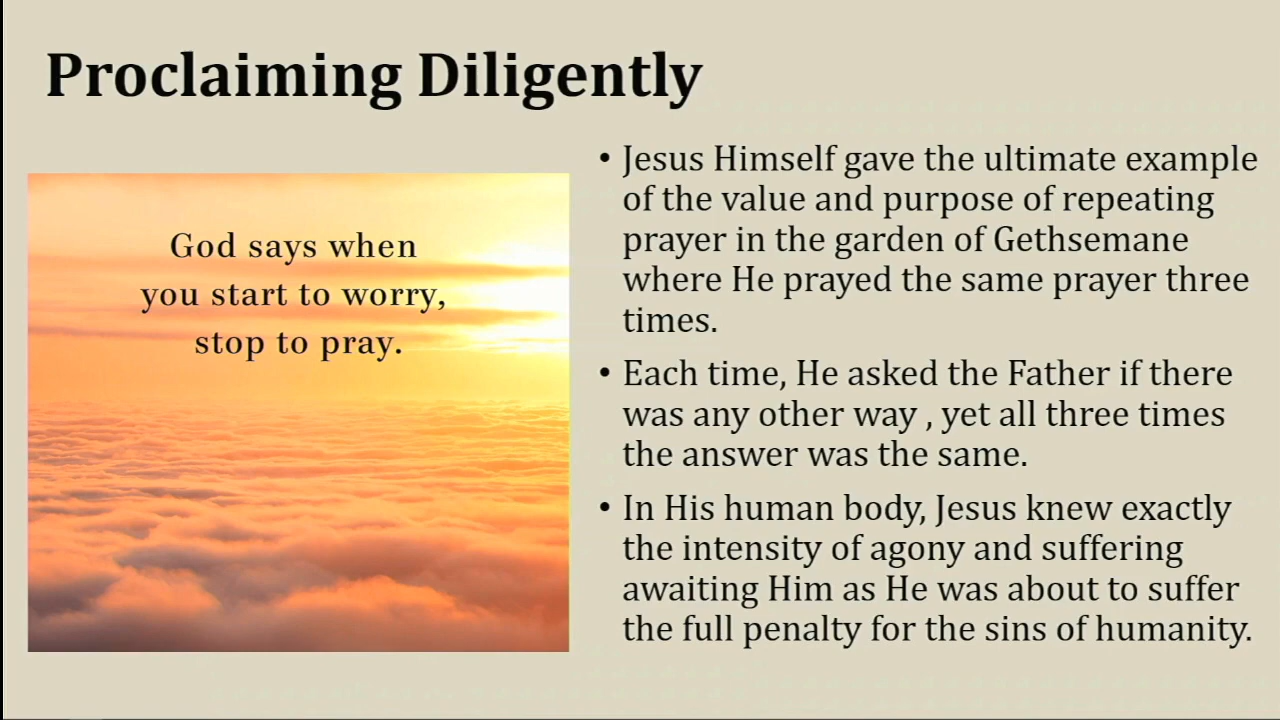 Proclaiming Diligently
God says when
you start to worry,
stop to pray.
• Jesus Himself gave the ultimate example
of the value and purpose of repeating
prayer in the garden of Gethsemane
where He prayed the same prayer three
times.
• Each time, He asked the Father if there
was any other way , yet all three times
the answer was the same.
• In His human body, Jesus knew exactly
the intensity of agony and suffering
awaiting Him as He was about to suffer
the full penalty for the sins of humanity.